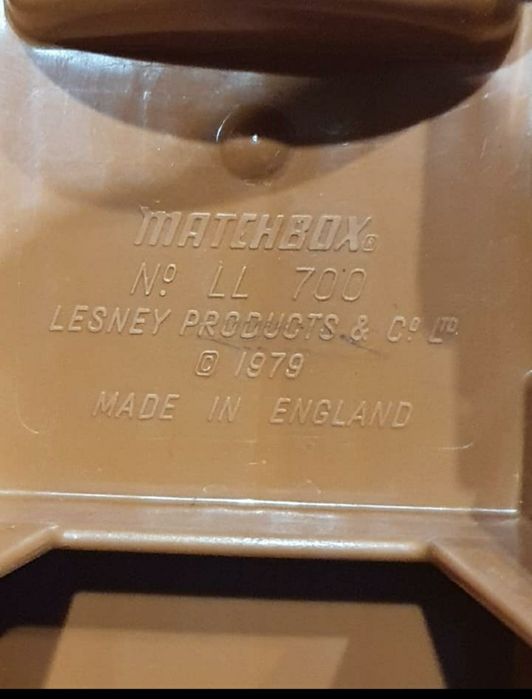 MATCHBOX®
Nº LL 700
LESNEY PRODUCTS & Cº LTD.
© 1979
MADE IN ENGLAND